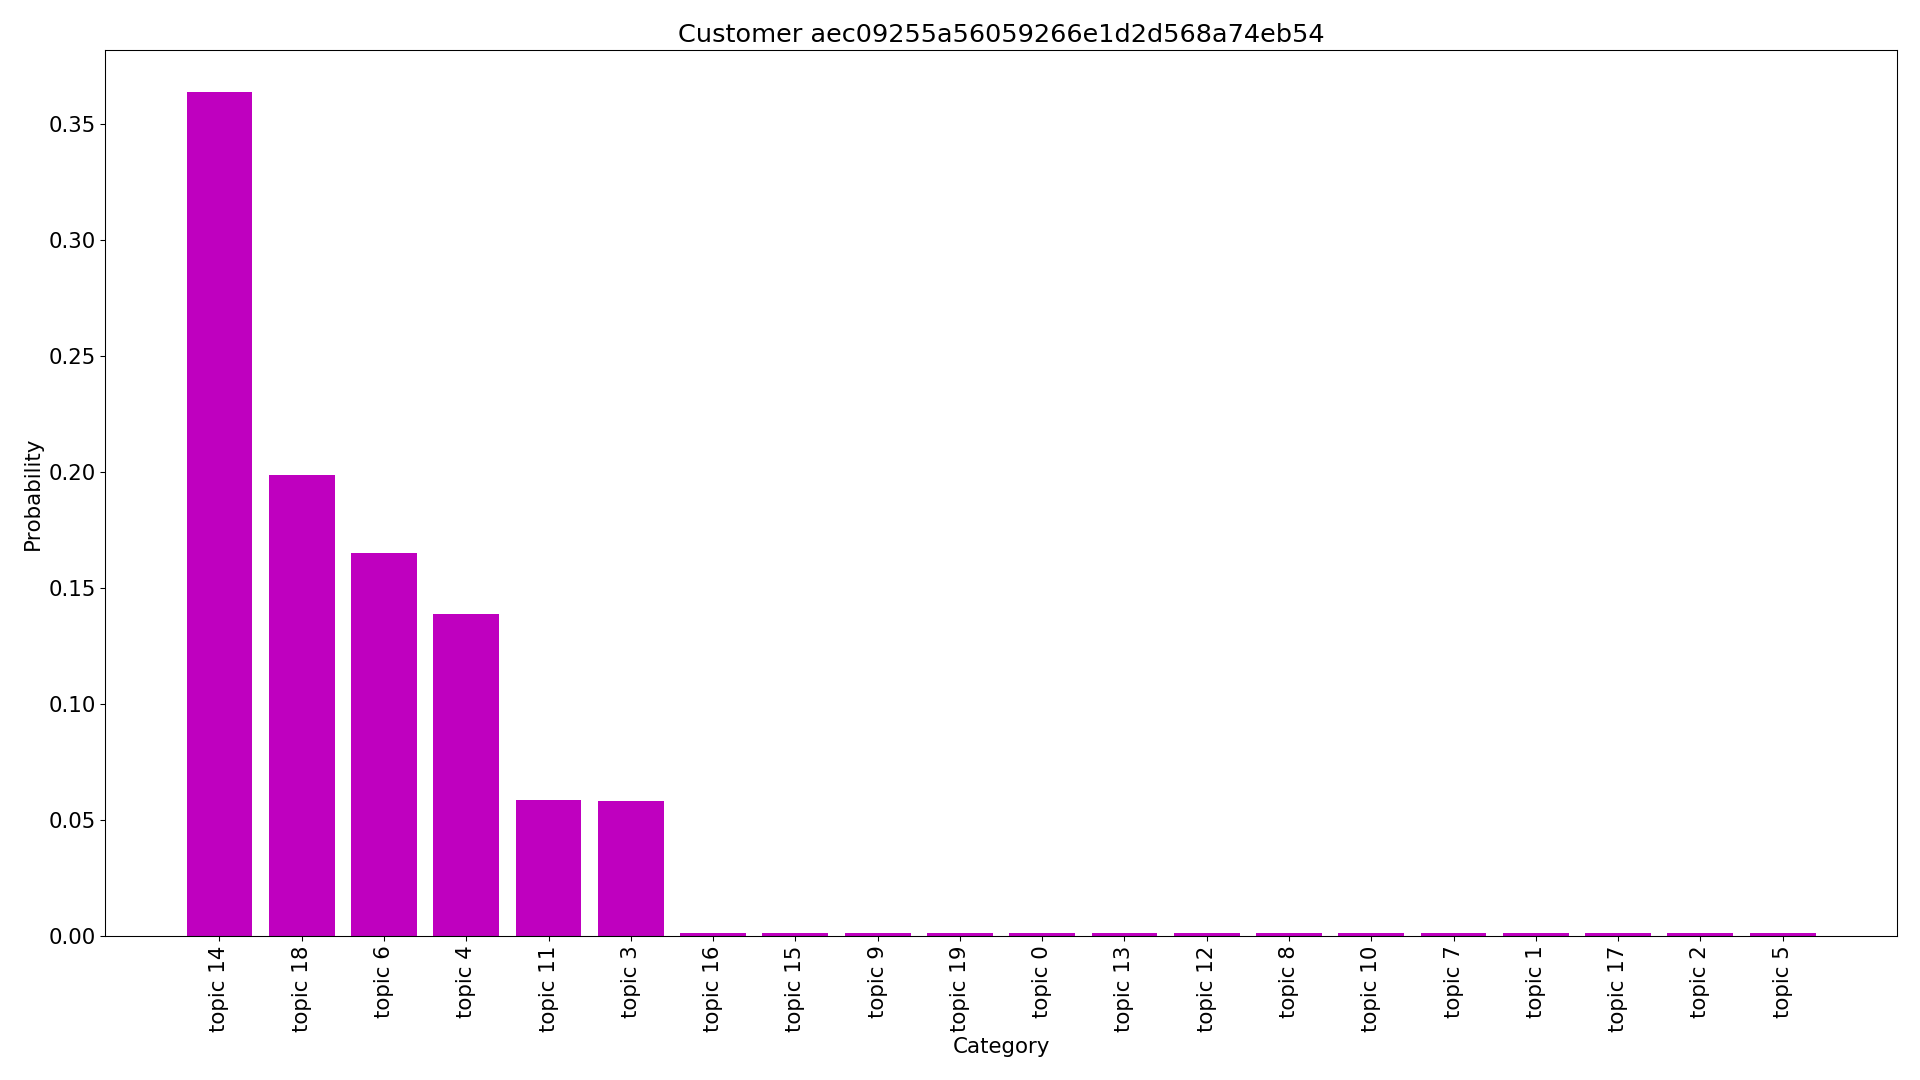 Customer aec09255a56059266e1d2d568a74eb54
Probability
0.35
0.30
0.25
0.20
0.15
0.10
0.05
0.00
topic 14
topic 18
topic 6
topic 4
topic 11
topic 3
topic 16
topic 15
topic 9
topic 19
topic 0
topic 13
topic 12
topic 8
topic 10
topic 7
topic 1
topic 17
topic 2
topic 5
Category